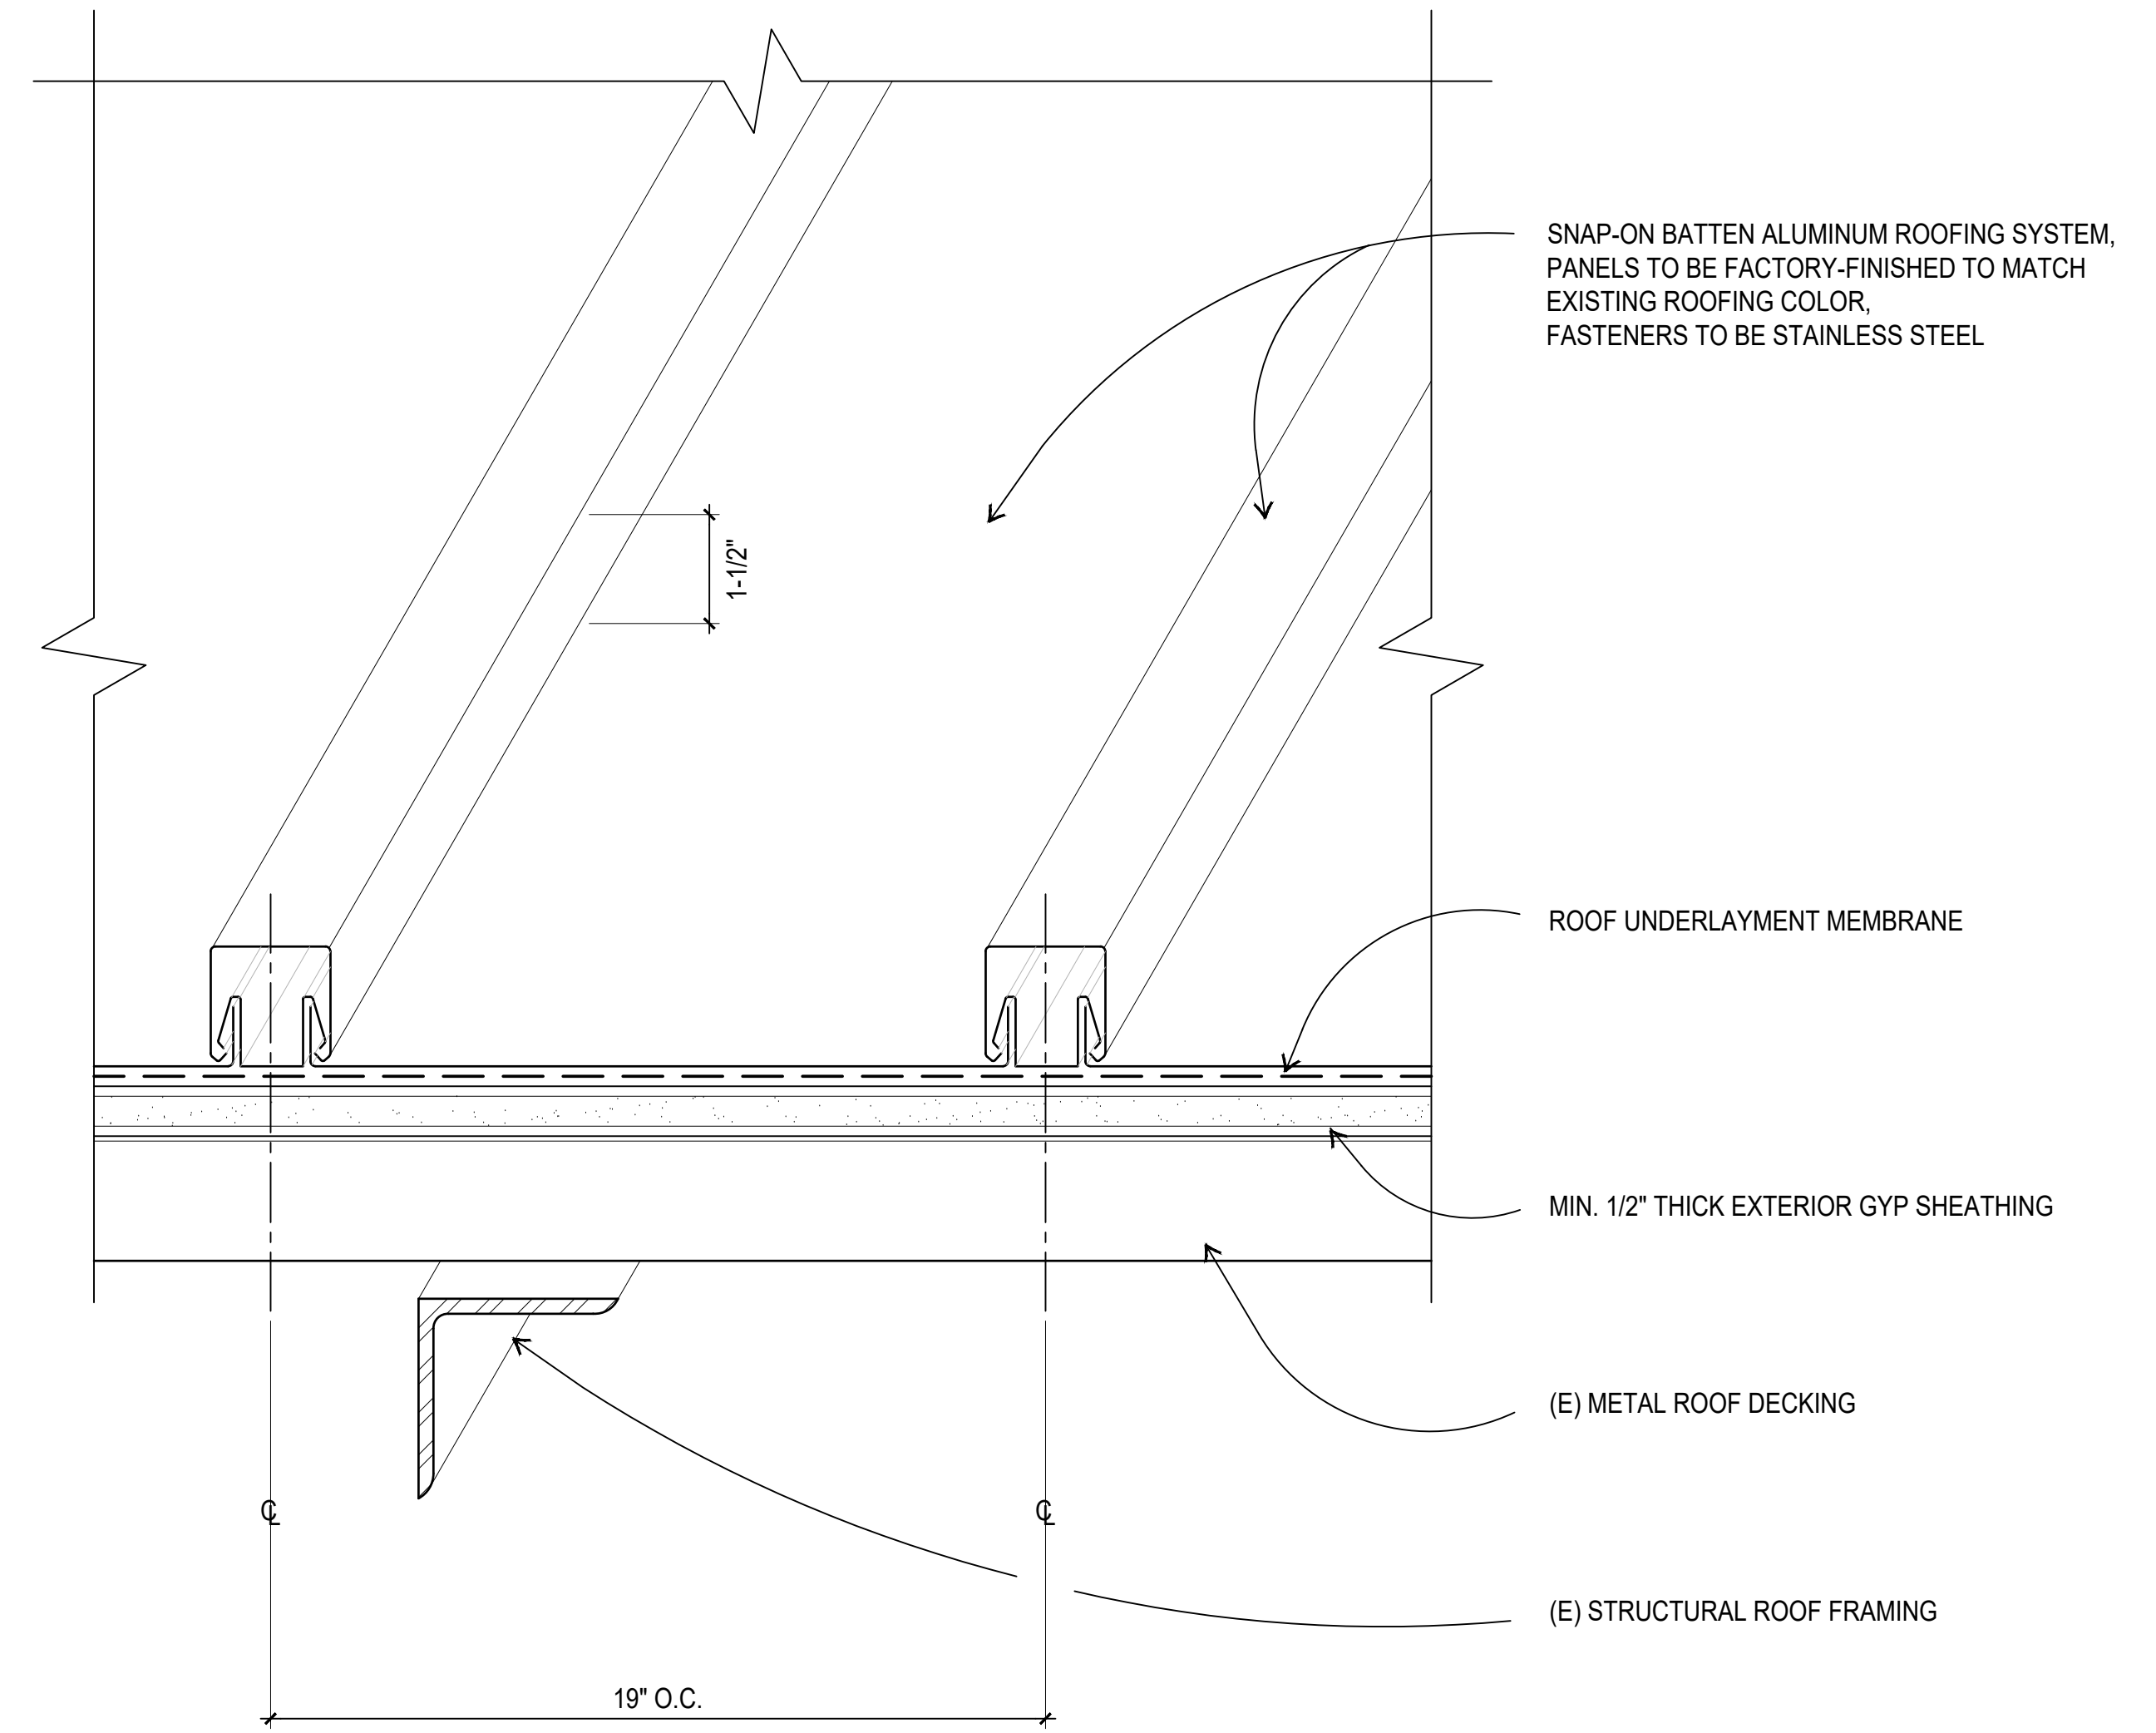 SNAP-ON BATTEN ALUMINUM ROOFING SYSTEM,
PANELS TO BE FACTORY-FINISHED TO MATCH
EXISTING ROOFING COLOR,
FASTENERS TO BE STAINLESS STEEL
1-1/2"
ROOF UNDERLAYMENT MEMBRANE
MIN. 1/2" THICK EXTERIOR GYP SHEATHING
(E) METAL ROOF DECKING
℄ ℄
(E) STRUCTURAL ROOF FRAMING
19" O.C.